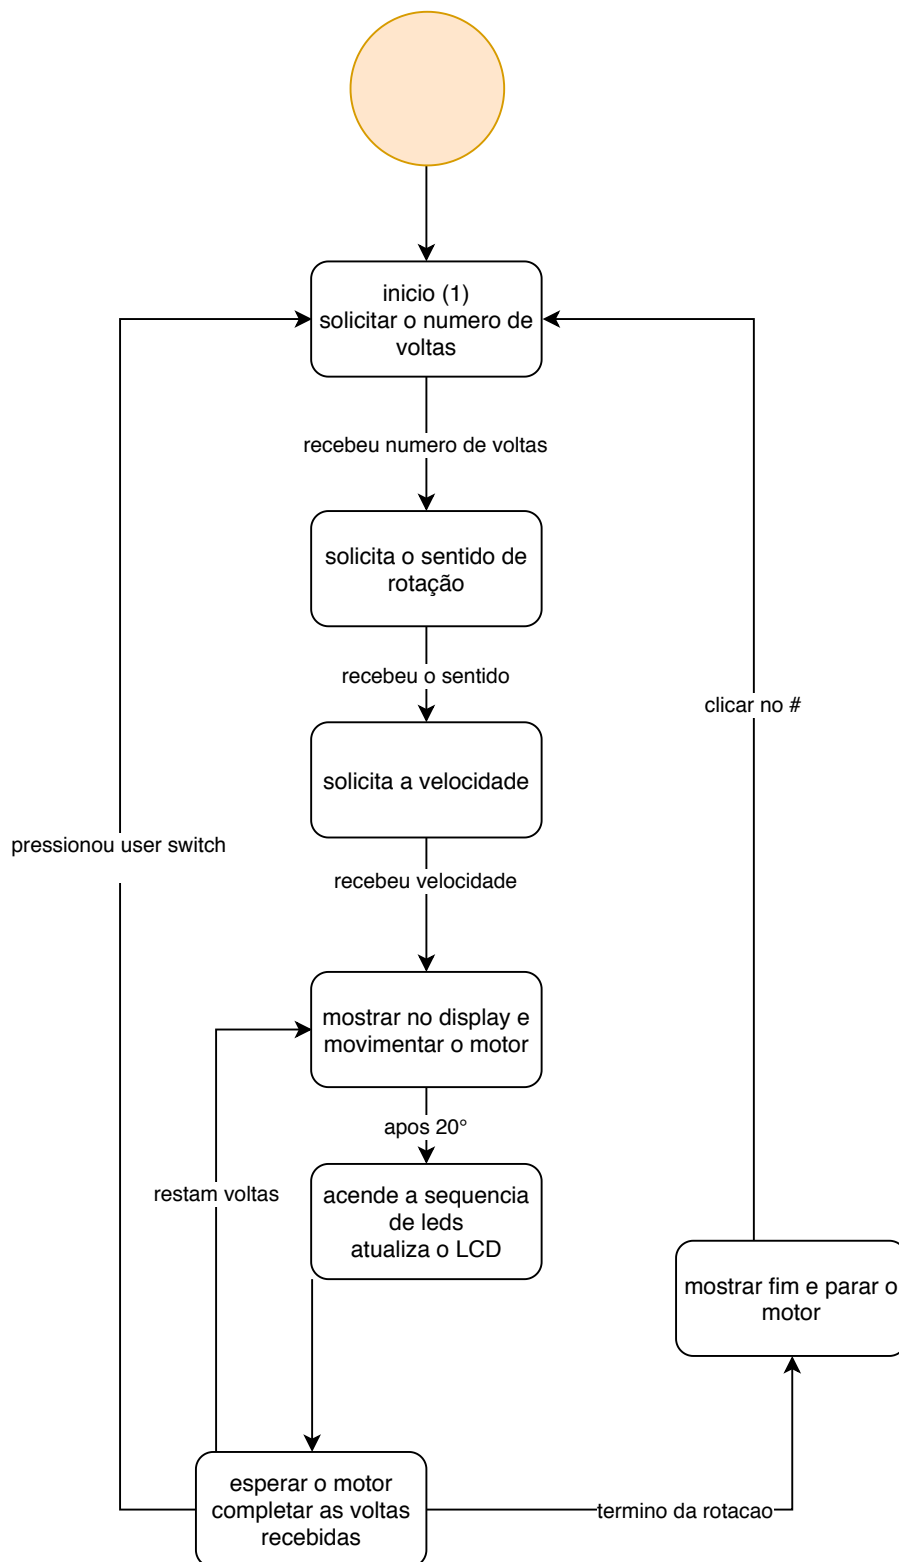 inicio (1)
solicitar o numero de
voltas
recebeu numero de voltas
solicita o sentido de
rotação
recebeu o sentido
clicar no #
solicita a velocidade
pressionou user switch
recebeu velocidade
mostrar no display e
movimentar o motor
apos 20°
restam voltas
acende a sequencia
de leds
atualiza o LCD
mostrar fim e parar o
motor
esperar o motor
completar as voltas
recebidas
termino da rotacao